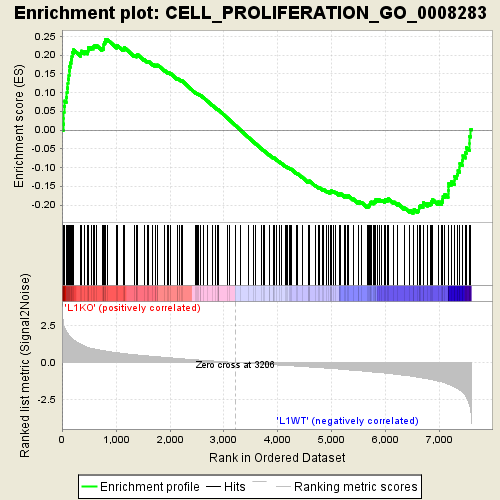 Enrichment plot: CELL_PROLIFERATION_GO_0008283
Enrichment score (ES)
0.25
0.20
0.15
0.10
0.05
0.00
-0.05
-0.10
-0.15
-0.20
'L1KO' (positively correlated)
Ranked list metric (Signal2Noise)
2.5
0.0
-2.5
Zero cross at 3206
'L1WT' (negatively correlated)
0
1,000
2,000
3,000
4,000
5,000
6,000
7,000
Rank in Ordered Dataset
Enrichment profile
Hits
Ranking metric scores